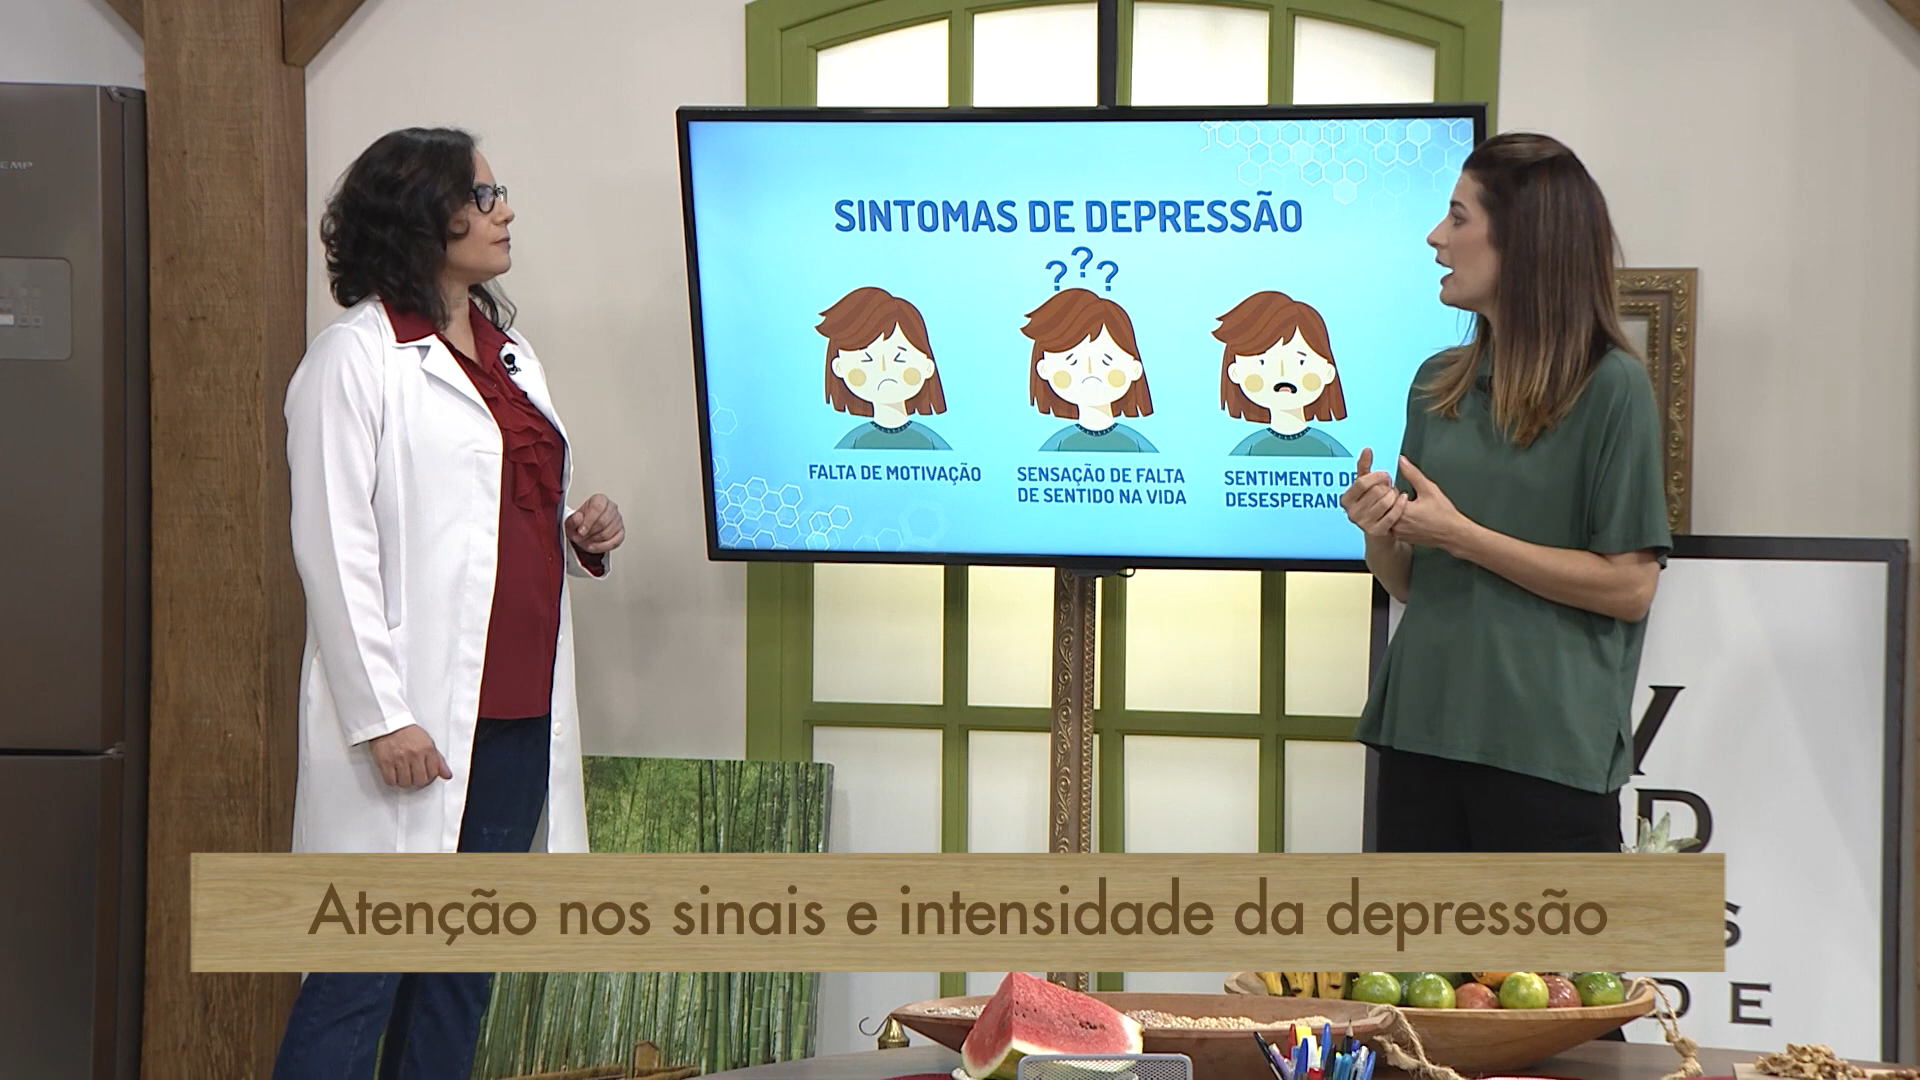 SINTOMAS DE DEPRESSÃO
???
FALTA DE MOTIVAÇÃO
SENSAÇÃO DE FALTA
DE SENTIDO NA VIDA
SENTIMENTO DE
Atenção nos sinais e intensidade da depressão